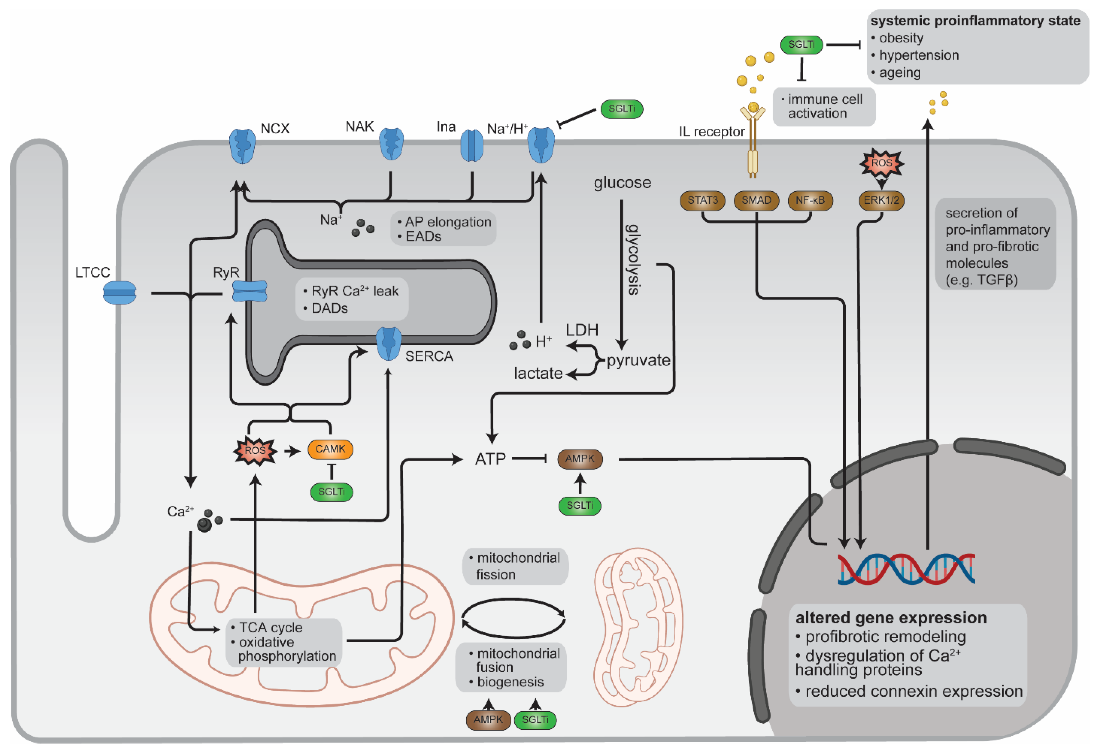 systemic proinflammatory state
• obesity
• hypertension
• ageing
SGLTi
• immune cell
activation
SGLTi
NCX
NAK
Ina
Na⁺/H⁺
IL receptor
ROS
glucose
STAT3
SMAD
NF-κB
ERK1/2
Na⁺
• AP elongation
• EADs
secretion of
pro-inflammatory
and pro-fibrotic
molecules
(e.g. TGFβ)
glycolysis
LTCC
RyR
• RyR Ca²⁺ leak
• DADs
SERCA
H⁺
LDH
pyruvate
lactate
ROS
CAMK
SGLTi
ATP
AMPK
SGLTi
Ca²⁺
• mitochondrial
fission
• TCA cycle
• oxidative
phosphorylation
• mitochondrial
fusion
• biogenesis
AMPK
SGLTi
altered gene expression
• profibrotic remodeling
• dysregulation of Ca²⁺
handling proteins
• reduced connexin expression